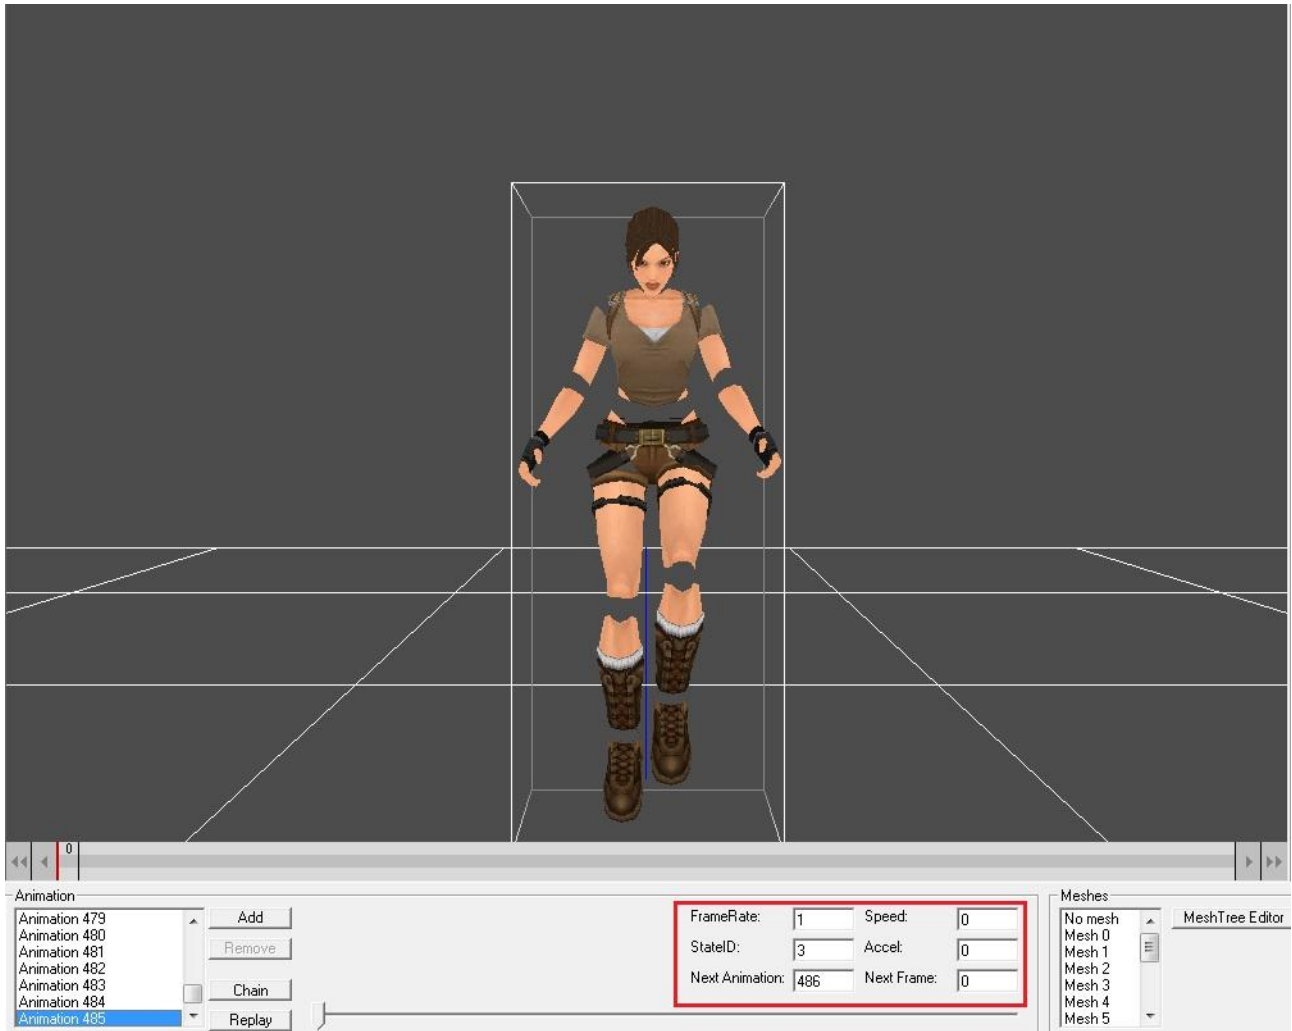 0
Animation
Animation 479
Animation 480
Animation 481
Animation 482
Animation 483
Animation 484
Animation 485
Add
Remove
Chain
Replay
FrameRate: 1 Speed: 0
StateID: 3 Accel: 0
Next Animation: 486 Next Frame: 0
Meshes
No mesh
Mesh 0
Mesh 1
Mesh 2
Mesh 3
Mesh 4
Mesh 5
MeshTree Editor